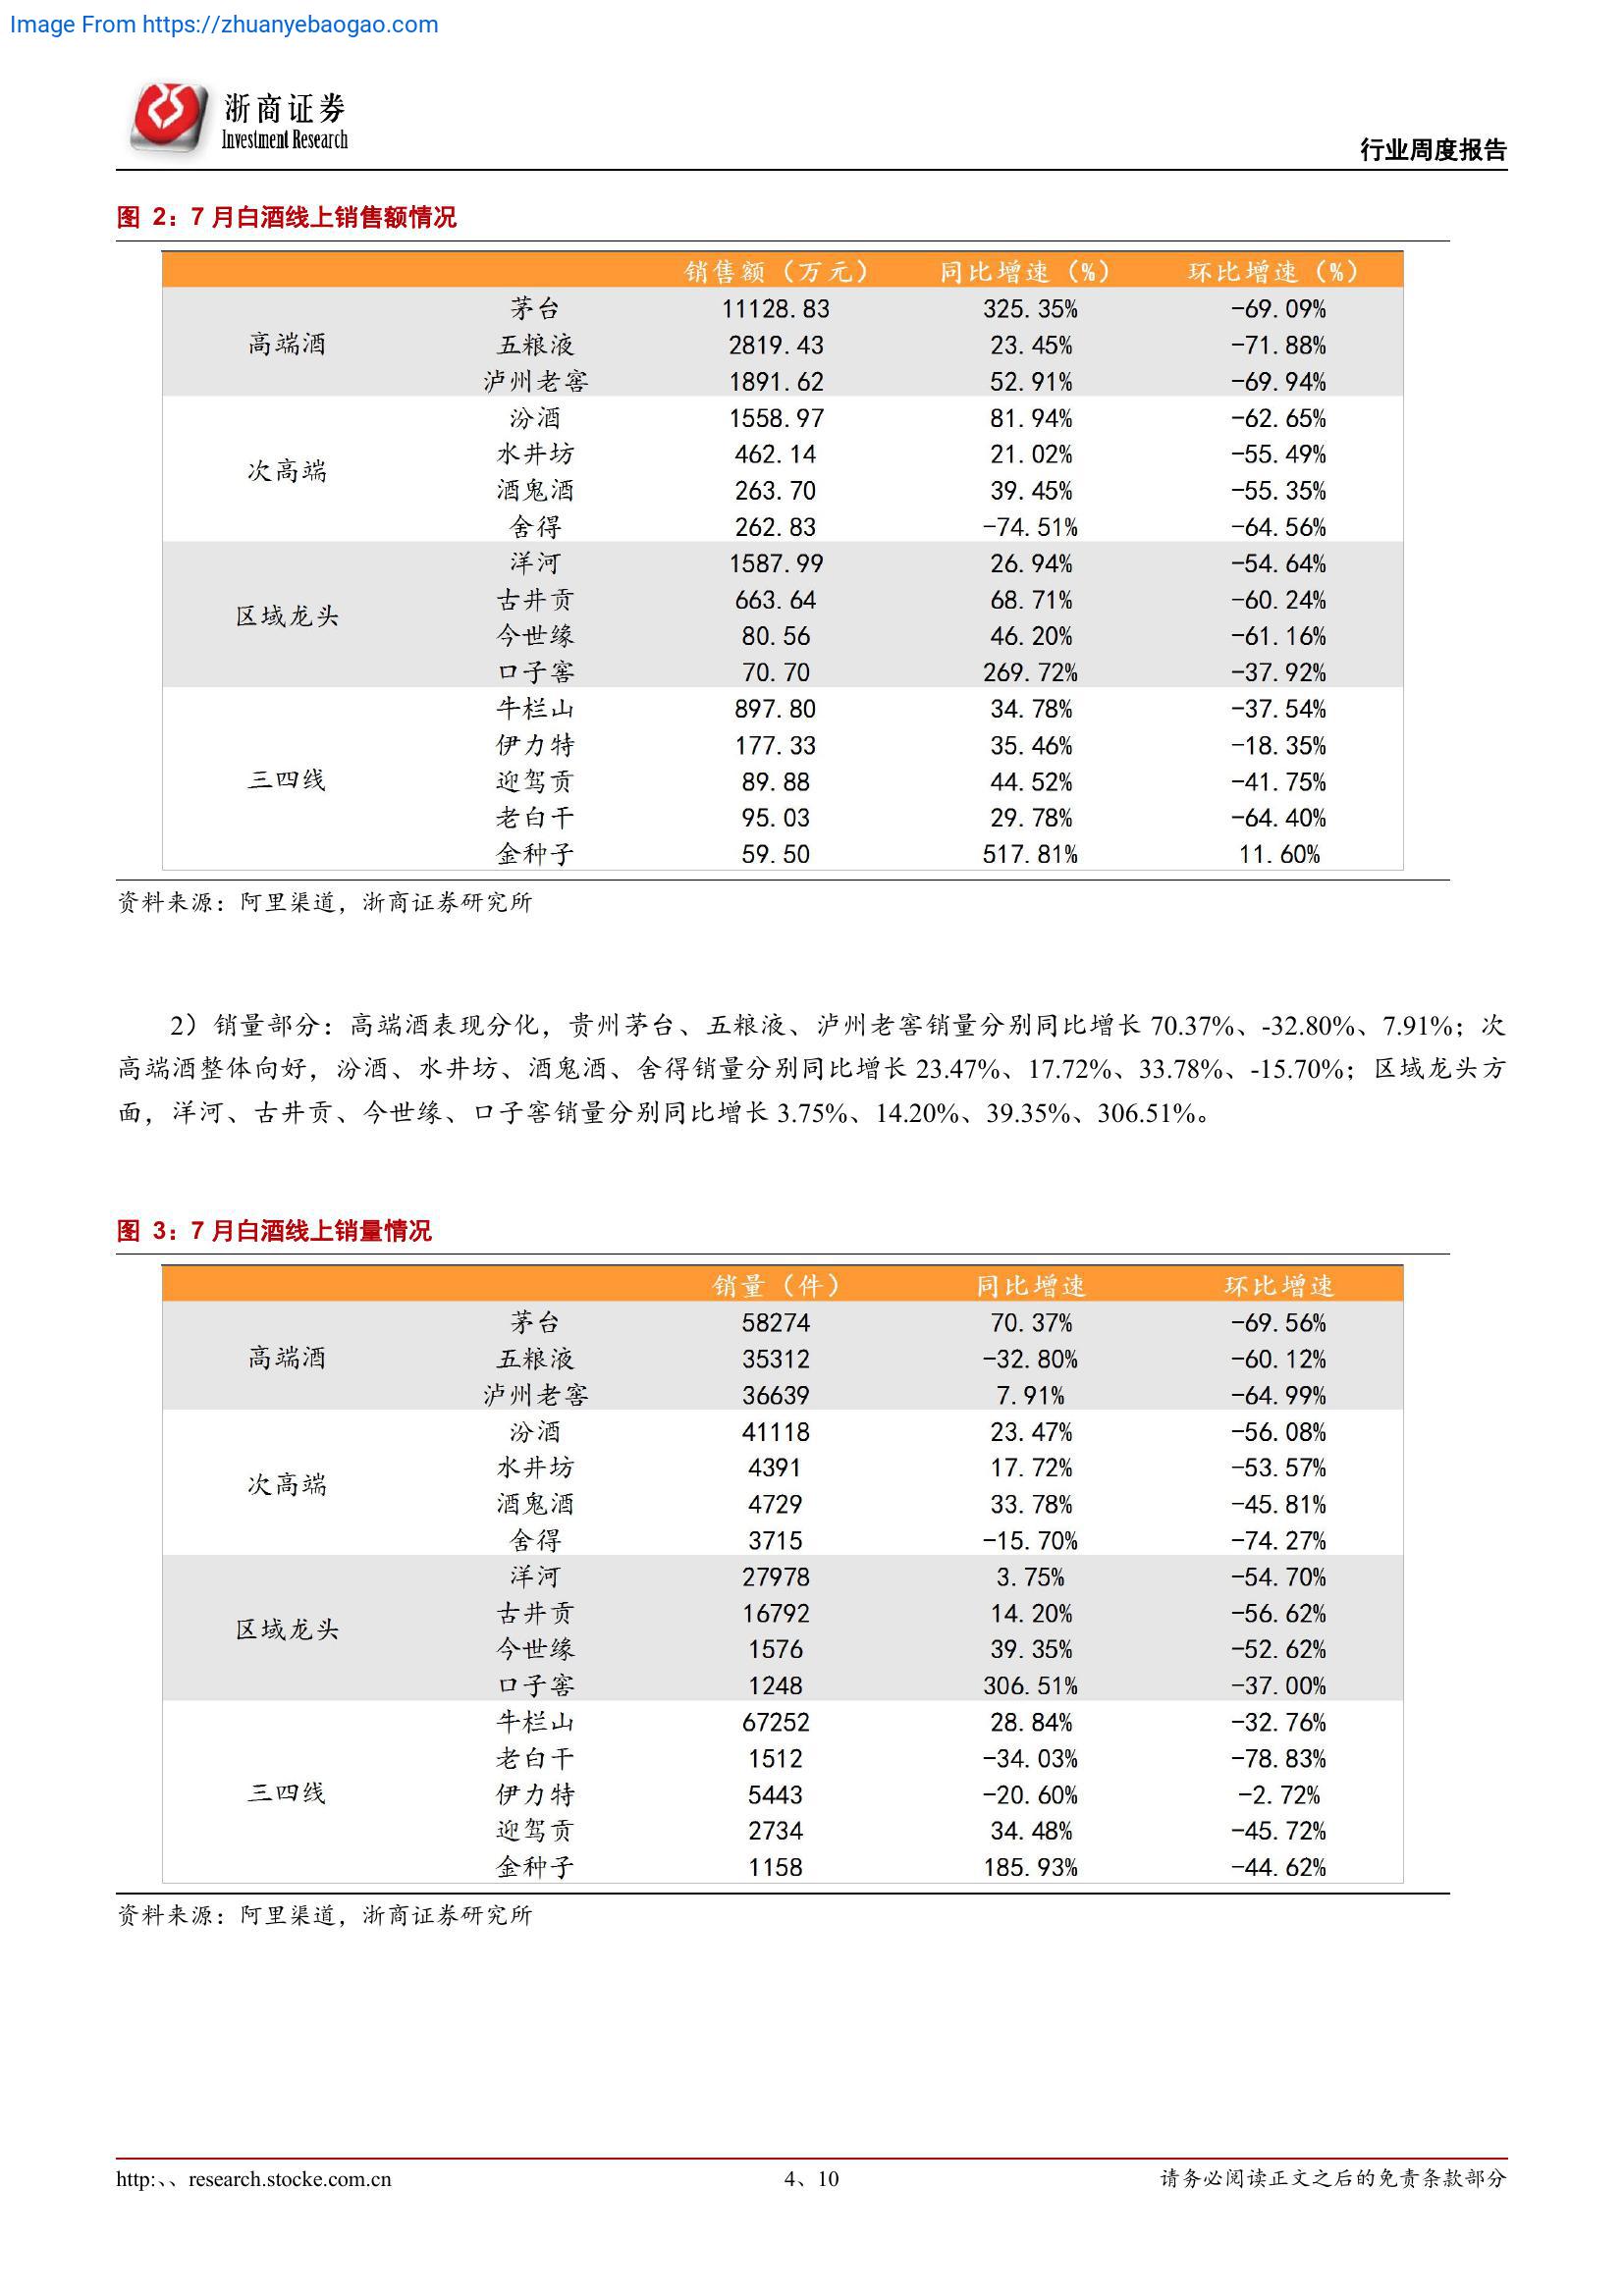 Image From https://zhuanyebaogao.com
浙商证券
Investment Research
行业周度报告
图 2：7 月白酒线上销售额情况
销售额（万元） 同比增速（%） 环比增速（%）
茅台 11128.83 325.35% -69.09%
高端酒 五粮液 2819.43 23.45% -71.88%
泸州老窖 1891.62 52.91% -69.94%
汾酒 1558.97 81.94% -62.65%
水井坊 462.14 21.02% -55.49%
次高端
酒鬼酒 263.70 39.45% -55.35%
舍得 262.83 -74.51% -64.56%
洋河 1587.99 26.94% -54.64%
古井贡 663.64 68.71% -60.24%
区域龙头
今世缘 80.56 46.20% -61.16%
口子窖 70.70 269.72% -37.92%
牛栏山 897.80 34.78% -37.54%
伊力特 177.33 35.46% -18.35%
三四线 迎驾贡 89.88 44.52% -41.75%
老白干 95.03 29.78% -64.40%
金种子 59.50 517.81% 11.60%
资料来源：阿里渠道，浙商证券研究所
2）销量部分：高端酒表现分化，贵州茅台、五粮液、泸州老窖销量分别同比增长 70.37%、-32.80%、7.91%；次
高端酒整体向好，汾酒、水井坊、酒鬼酒、舍得销量分别同比增长 23.47%、17.72%、33.78%、-15.70%；区域龙头方
面，洋河、古井贡、今世缘、口子窖销量分别同比增长 3.75%、14.20%、39.35%、306.51%。
图 3：7 月白酒线上销量情况
销量（件） 同比增速 环比增速
茅台 58274 70.37% -69.56%
高端酒 五粮液 35312 -32.80% -60.12%
泸州老窖 36639 7.91% -64.99%
汾酒 41118 23.47% -56.08%
水井坊 4391 17.72% -53.57%
次高端
酒鬼酒 4729 33.78% -45.81%
舍得 3715 -15.70% -74.27%
洋河 27978 3.75% -54.70%
古井贡 16792 14.20% -56.62%
区域龙头
今世缘 1576 39.35% -52.62%
口子窖 1248 306.51% -37.00%
牛栏山 67252 28.84% -32.76%
老白干 1512 -34.03% -78.83%
三四线 伊力特 5443 -20.60% -2.72%
迎驾贡 2734 34.48% -45.72%
金种子 1158 185.93% -44.62%
资料来源：阿里渠道，浙商证券研究所
http:、、research.stocke.com.cn 4、10 请务必阅读正文之后的免责条款部分